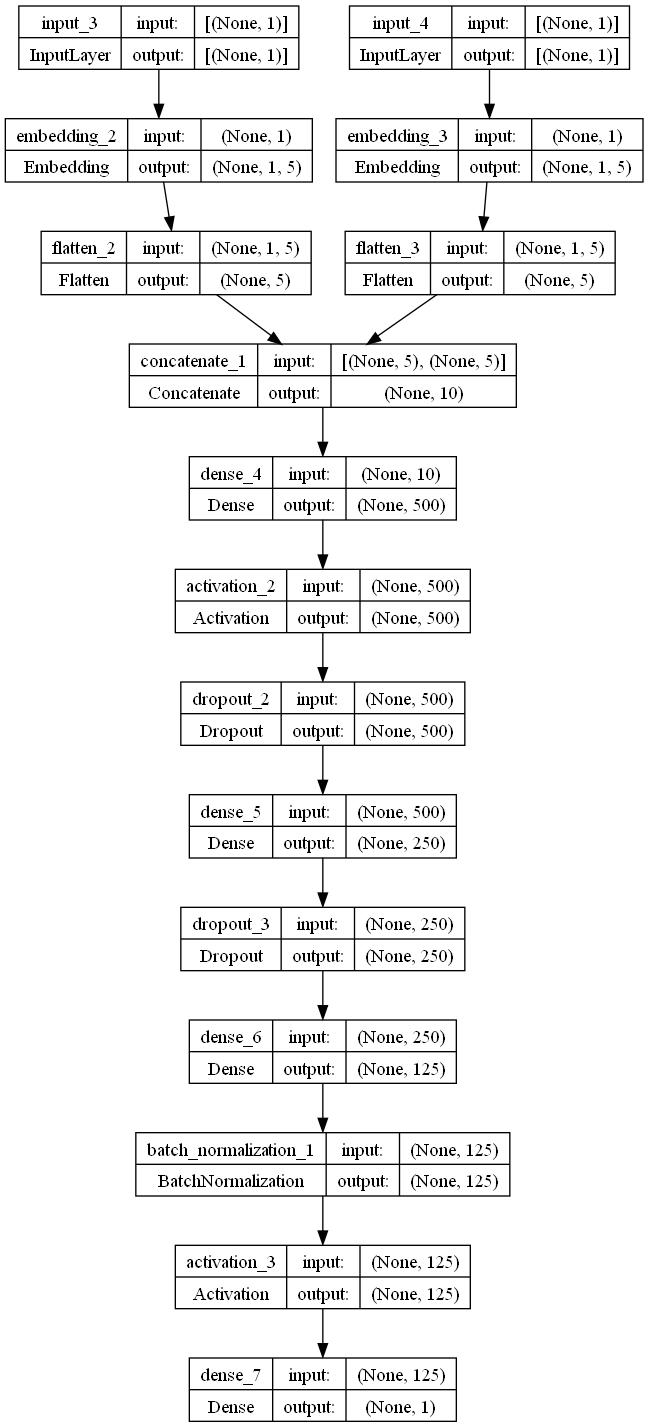 input_3 input: [(None, 1)] input_4 input: [(None, 1)]
InputLayer output: [(None, 1)] InputLayer output: [(None, 1)]
embedding_2 input: (None, 1) embedding_3 input: (None, 1)
Embedding output: (None, 1, 5) Embedding output: (None, 1, 5)
flatten_2 input: (None, 1, 5) flatten_3 input: (None, 1, 5)
Flatten output: (None, 5) Flatten output: (None, 5)
concatenate_1 input: [(None, 5), (None, 5)]
Concatenate output: (None, 10)
dense_4 input: (None, 10)
Dense output: (None, 500)
activation_2 input: (None, 500)
Activation output: (None, 500)
dropout_2 input: (None, 500)
Dropout output: (None, 500)
dense_5 input: (None, 500)
Dense output: (None, 250)
dropout_3 input: (None, 250)
Dropout output: (None, 250)
dense_6 input: (None, 250)
Dense output: (None, 125)
batch_normalization_1 input: (None, 125)
BatchNormalization output: (None, 125)
activation_3 input: (None, 125)
Activation output: (None, 125)
dense_7 input: (None, 125)
Dense output: (None, 1)